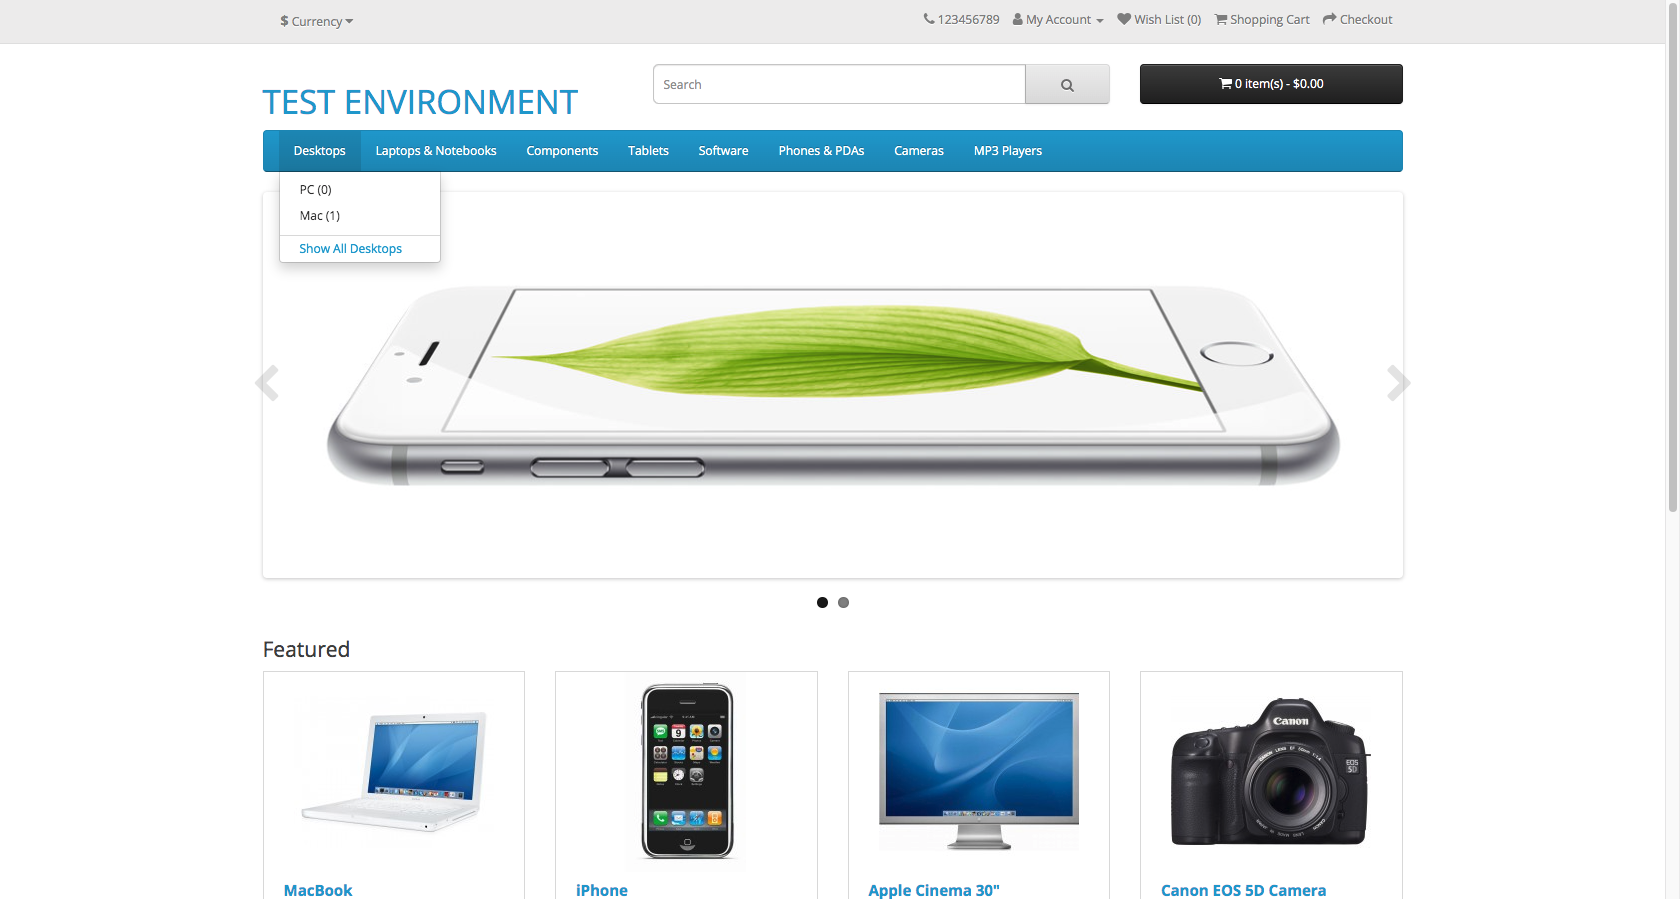 $ Currency
123456789 My Account Wish List (0) Shopping Cart Checkout
TEST ENVIRONMENT
Search
0 item(s) - $0.00
Desktops Laptops & Notebooks Components Tablets Software Phones & PDAs Cameras MP3 Players
PC (0)
Mac (1)
Show All Desktops
Featured
Canon
EOS
5D
MacBook
iPhone
Apple Cinema 30"
Canon EOS 5D Camera